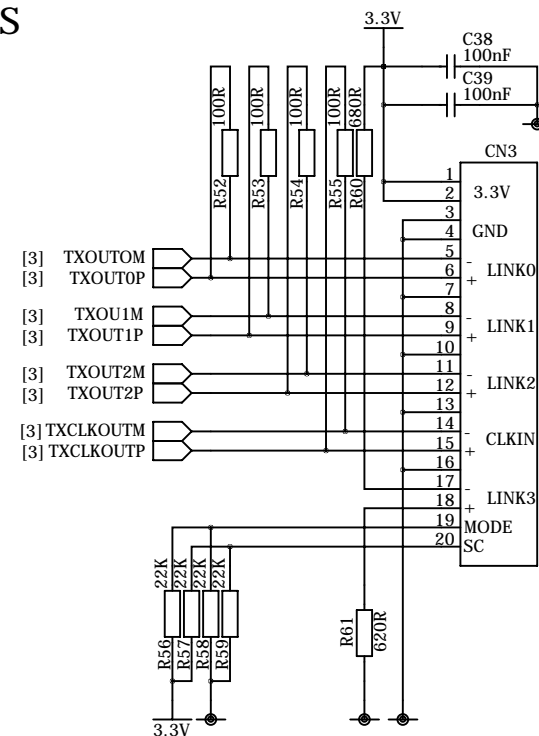 S
3.3V
C38
100nF
C39
100nF
100R
100R
100R
100R
680R
R52
R53
R54
R55
R60
CN3
1
2
3.3V
3
4
GND
[3] TXOUTOM
5
-
[3] TXOUT0P
6
+
LINK0
7
[3] TXOU1M
8
-
[3] TXOUT1P
9
+
LINK1
10
[3] TXOUT2M
11
-
[3] TXOUT2P
12
+
LINK2
13
[3] TXCLKOUTM
14
-
[3] TXCLKOUTP
15
+
CLKIN
16
17
-
18
+
LINK3
19
MODE
20
SC
22K
22K
22K
22K
R56
R57
R58
R59
R61
620R
3.3V